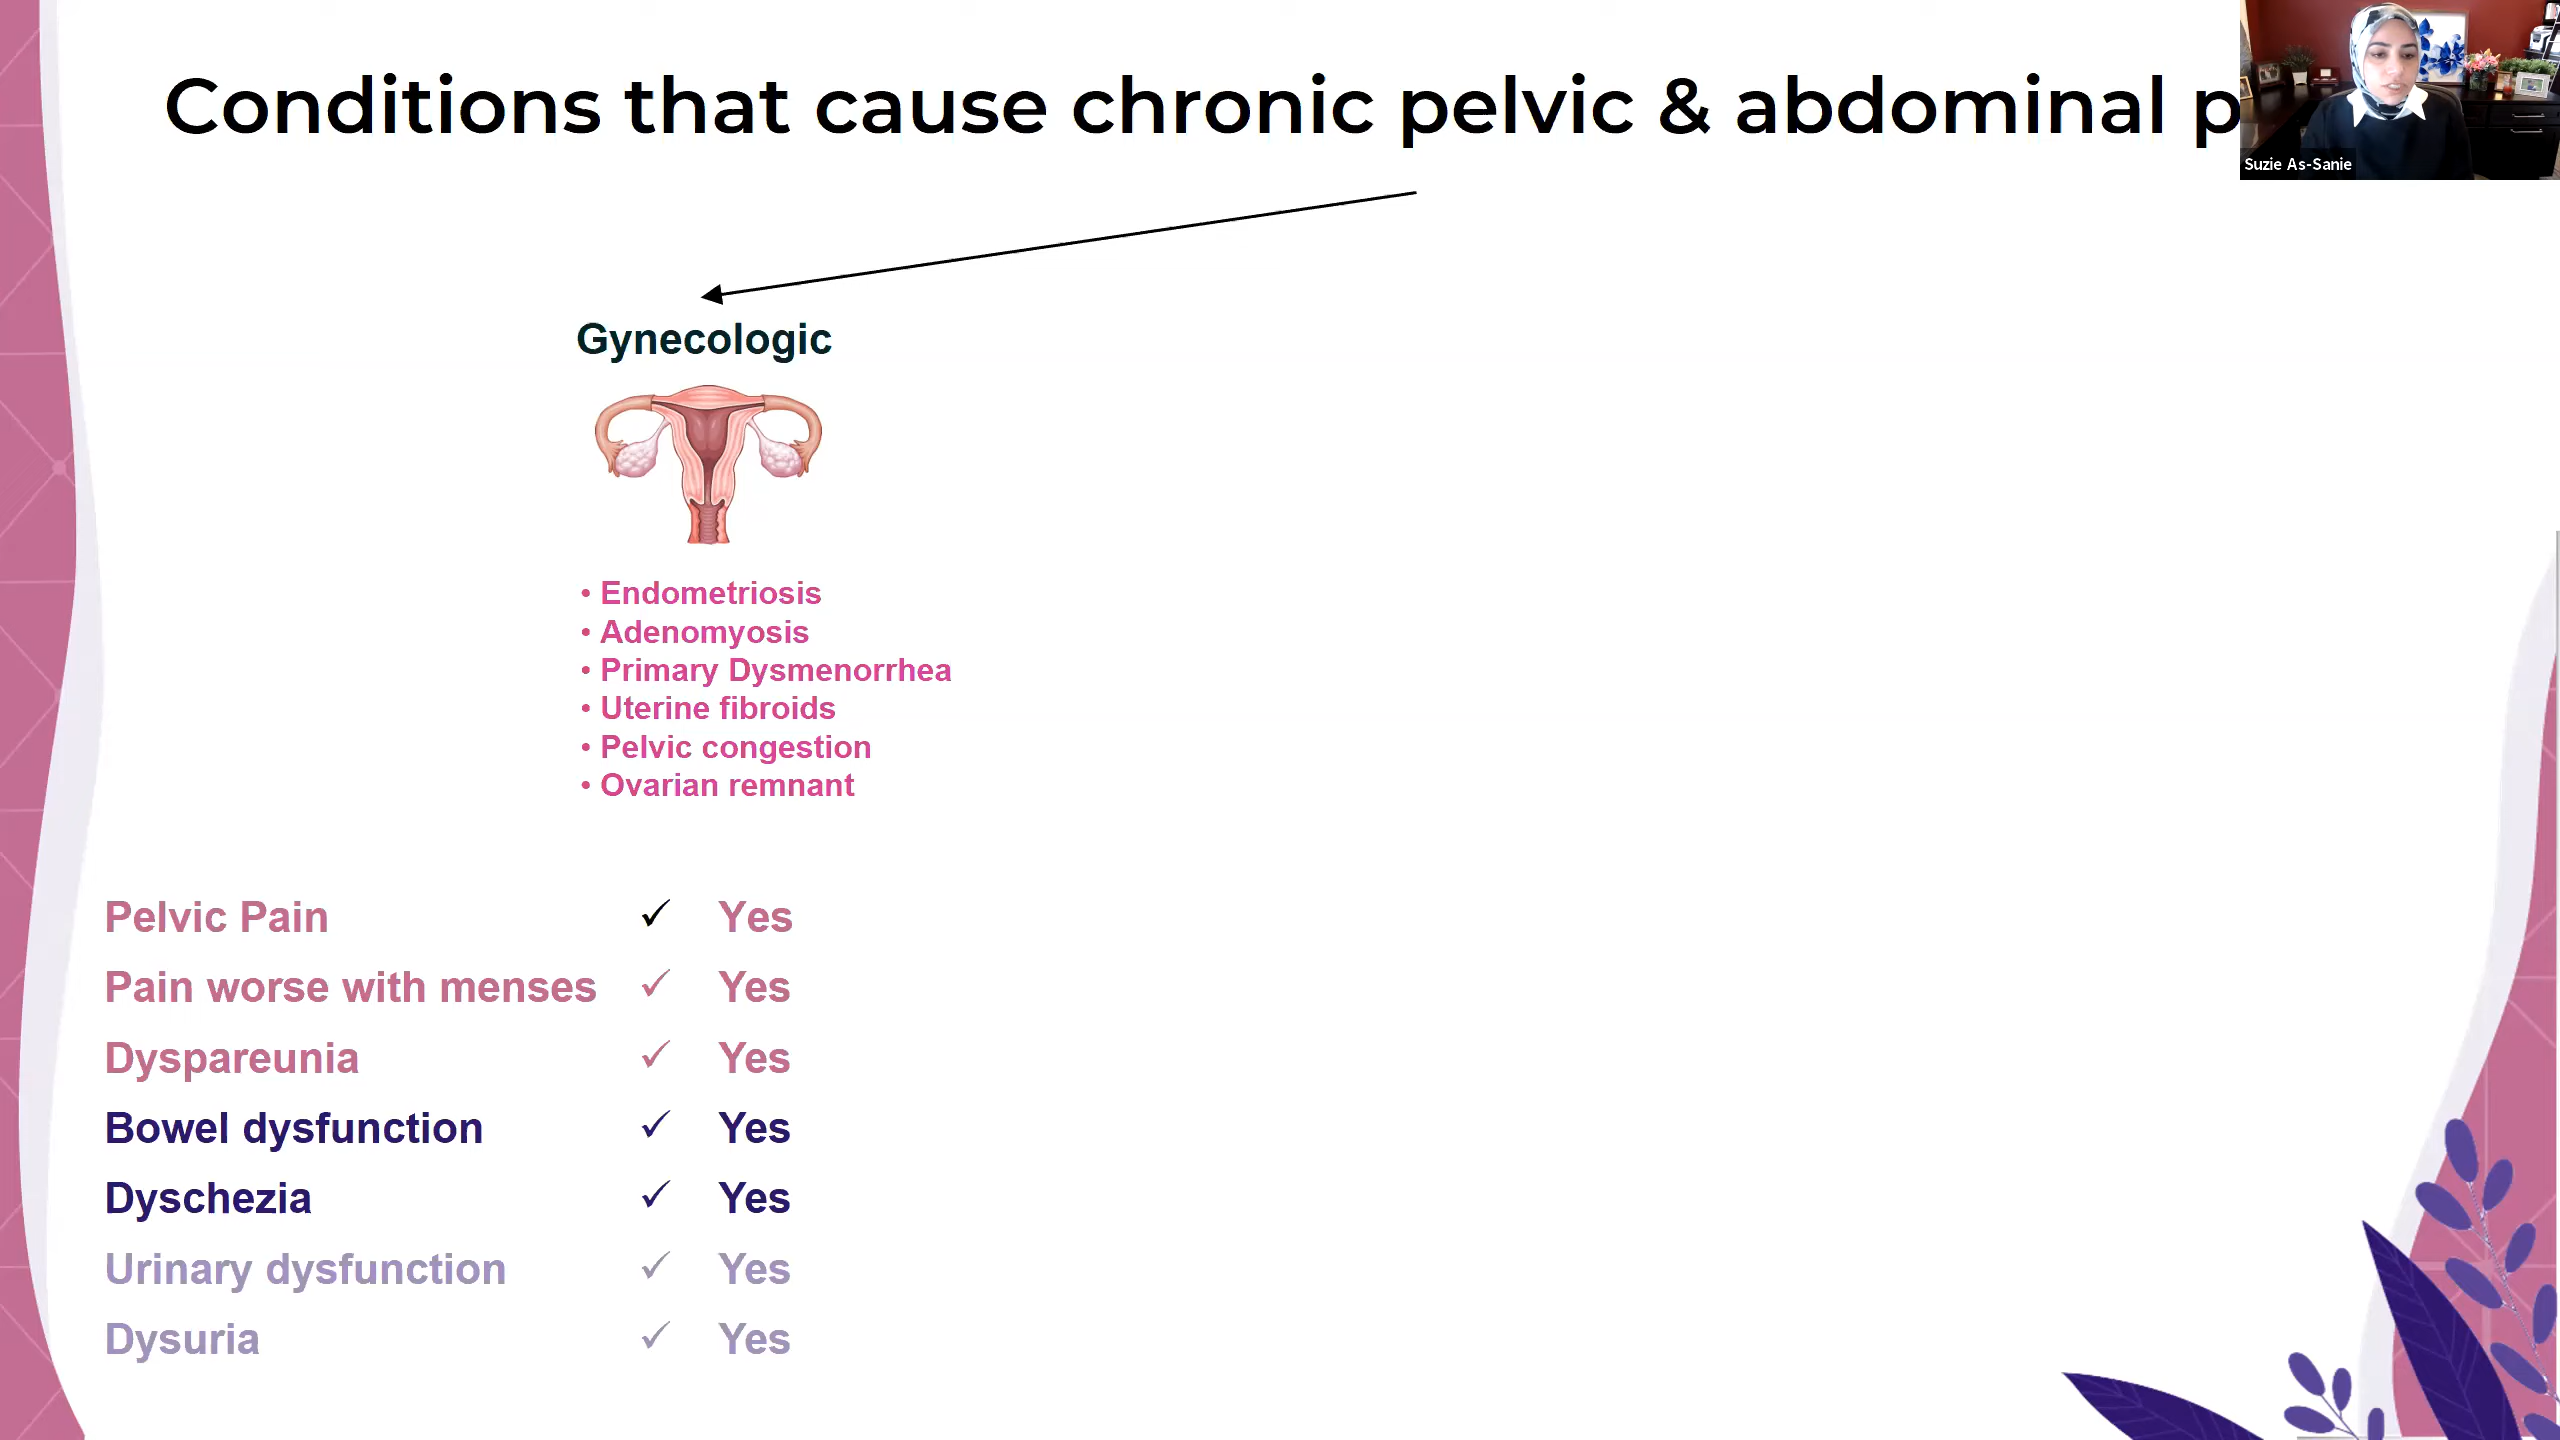 Conditions that cause chronic pelvic & abdominal p
Suzie As-Sanie
Gynecologic
• Endometriosis
• Adenomyosis
• Primary Dysmenorrhea
• Uterine fibroids
• Pelvic congestion
• Ovarian remnant
Pelvic Pain ✓ Yes
Pain worse with menses ✓ Yes
Dyspareunia ✓ Yes
Bowel dysfunction ✓ Yes
Dyschezia ✓ Yes
Urinary dysfunction ✓ Yes
Dysuria ✓ Yes